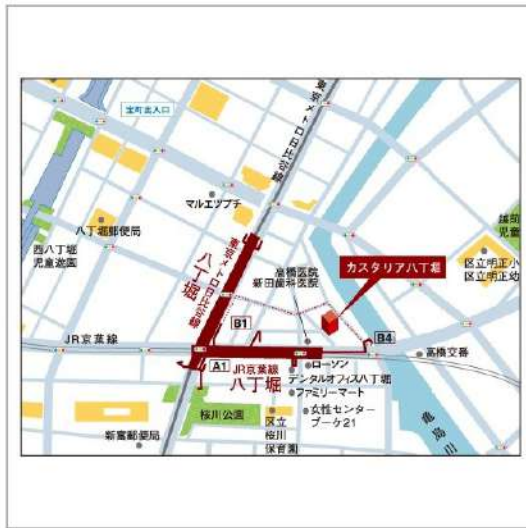 宝町出入口
東京メトロ日比谷線
マルエツプチ
八丁堀郵便局
西八丁堀
児童遊園
東京メトロ日比谷線
八丁堀
高橋医院
新田歯科医院
カスタリア八丁堀
越前
児童
区立明正小
区立明正幼
B1
B4
JR京葉線
A1
JR京葉線
八丁堀
ローソン
デンタルオフィス八丁堀
ファミリーマート
高橋交番
桜川公園
区立
桜川
保育園
女性センター
ブーケ21
新富郵便局
亀島川